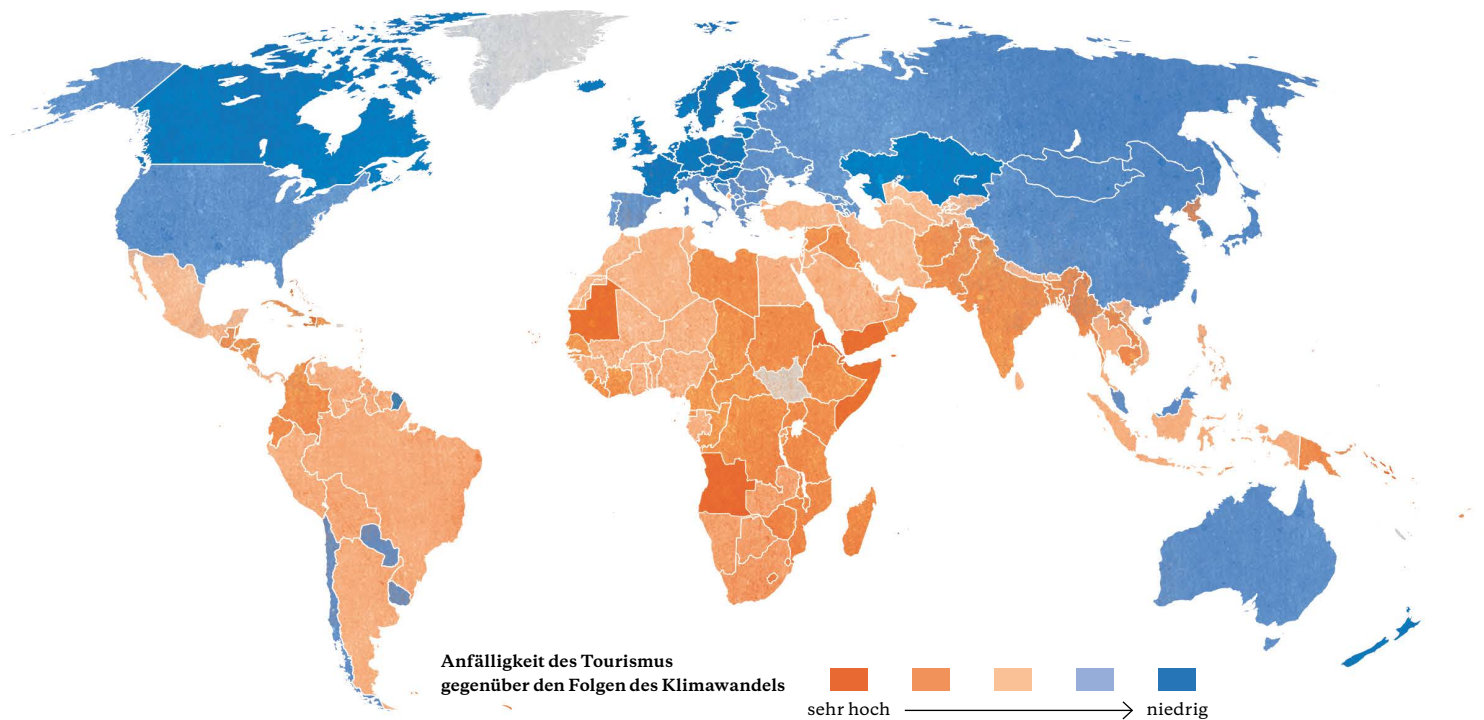 Anfälligkeit des Tourismus
gegenüber den Folgen des Klimawandels
sehr hoch niedrig